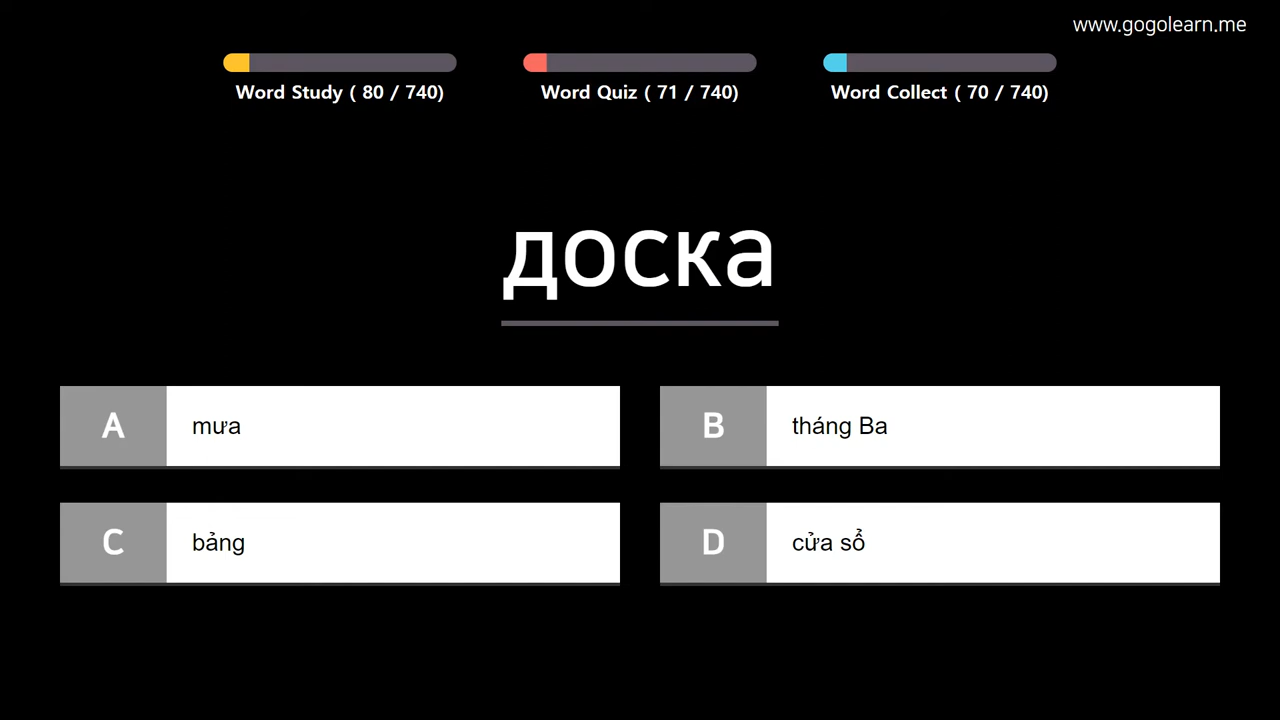 www.gogolearn.me
Word Study ( 80 / 740)
Word Quiz ( 71 / 740)
Word Collect ( 70 / 740)
доска
A mưa
B tháng Ba
C bảng
D cửa sổ